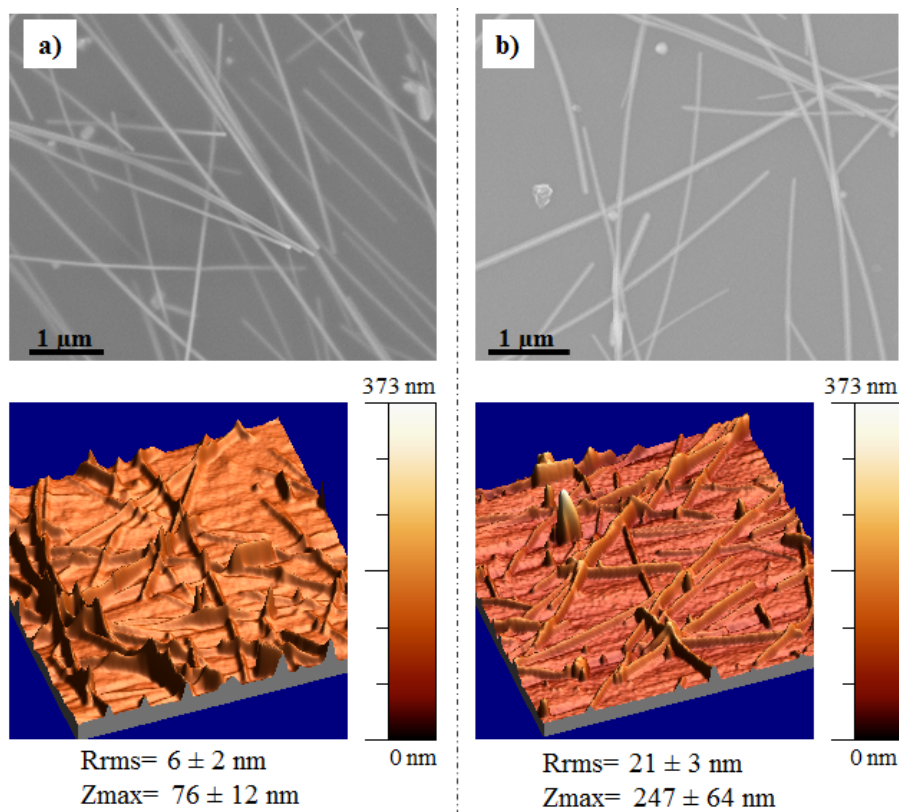 a)
b)
1 µm
1 µm
373 nm
373 nm
0 nm
0 nm
Rrms= 6 ± 2 nm
Zmax= 76 ± 12 nm
Rrms= 21 ± 3 nm
Zmax= 247 ± 64 nm